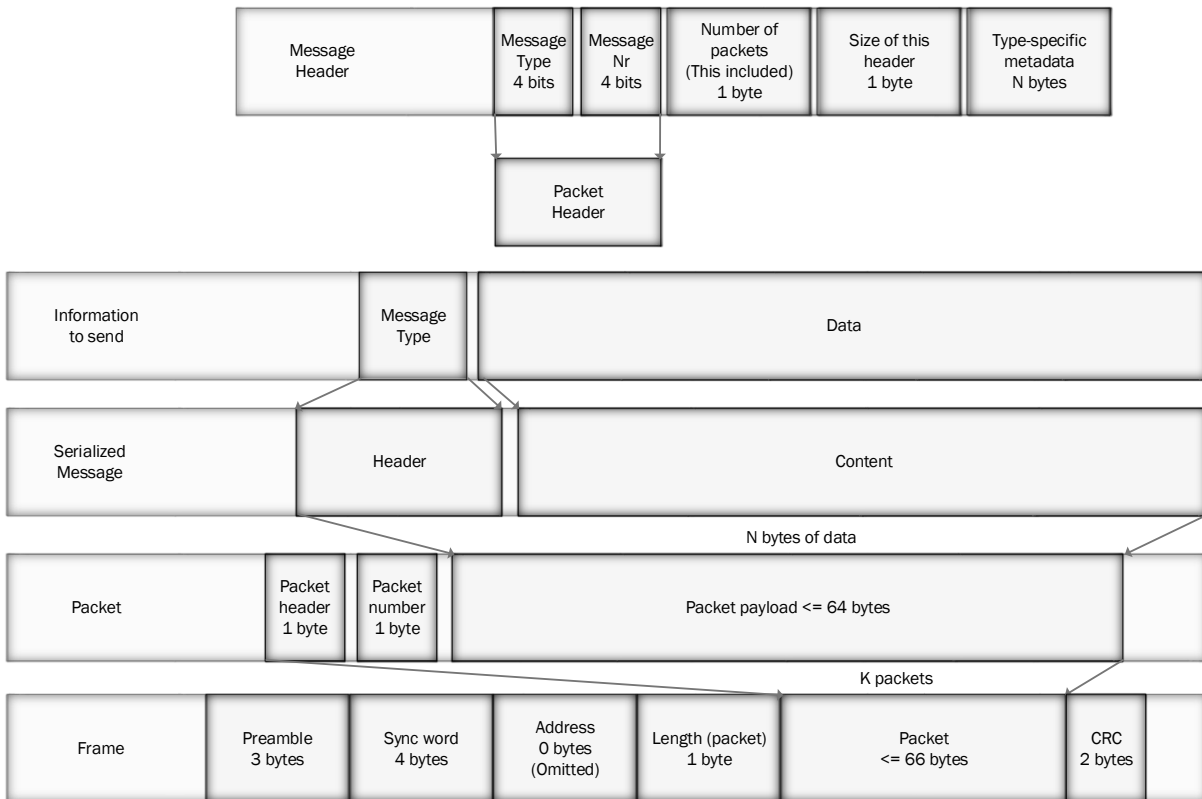 Message
Header
Message
Type
4 bits
Message
Nr
4 bits
Number of
packets
(This included)
1 byte
Size of this
header
1 byte
Type-specific
metadata
N bytes
Packet
Header
Information
to send
Message
Type
Data
Serialized
Message
Header
Content
N bytes of data
Packet
Packet
header
1 byte
Packet
number
1 byte
Packet payload <= 64 bytes
K packets
Frame
Preamble
3 bytes
Sync word
4 bytes
Address
0 bytes
(Omitted)
Length (packet)
1 byte
Packet
<= 66 bytes
CRC
2 bytes